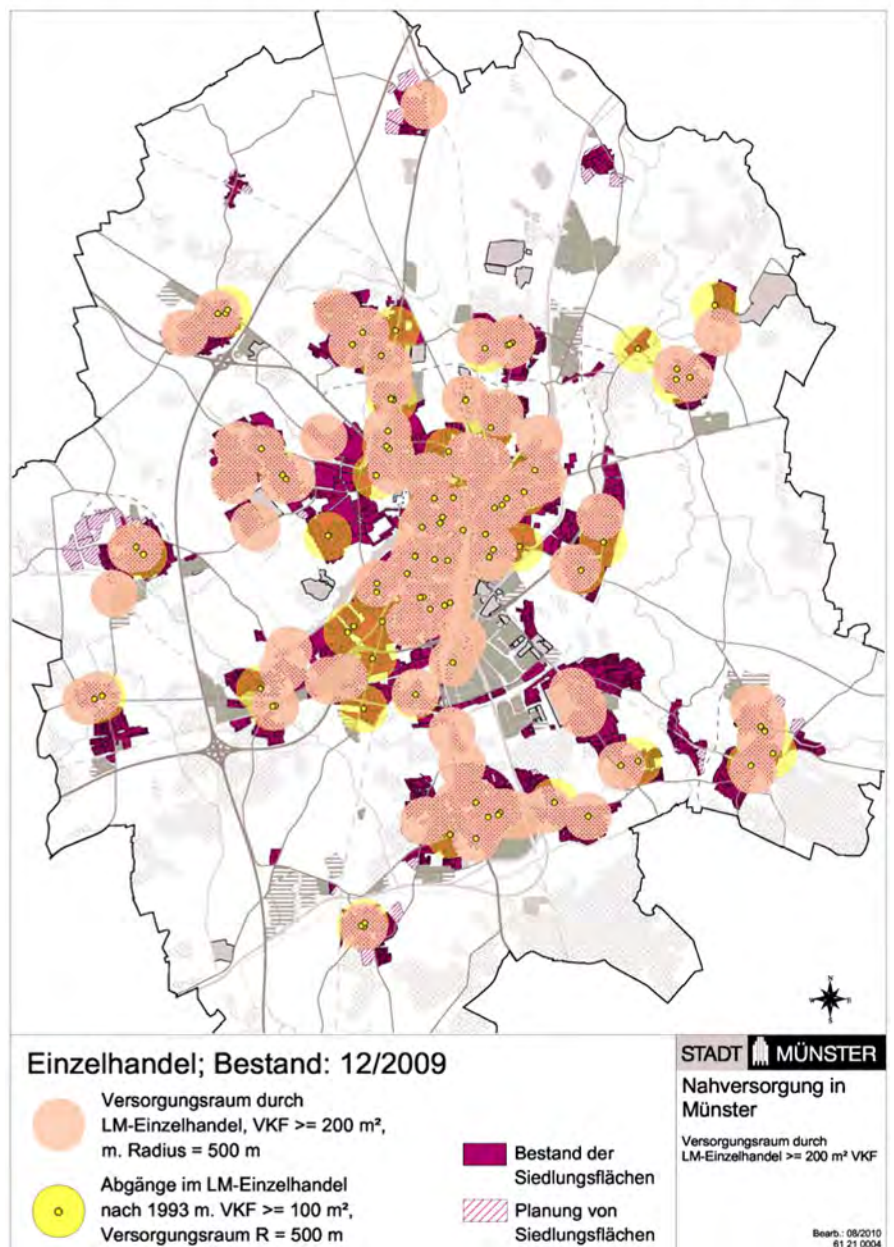 N
W
S
Einzelhandel; Bestand: 12/2009
Versorgungsraum durch
LM-Einzelhandel, VKF >= 200 m²,
m. Radius = 500 m
Abgänge im LM-Einzelhandel
nach 1993 m. VKF >= 100 m²,
Versorgungsraum R = 500 m
Bestand der
Siedlungsflächen
Planung von
Siedlungsflächen
STADT MÜNSTER
Nahversorgung in
Münster
Versorgungsraum durch
LM-Einzelhandel >= 200 m² VKF
Bearb.: 08/2010
61 21 0004